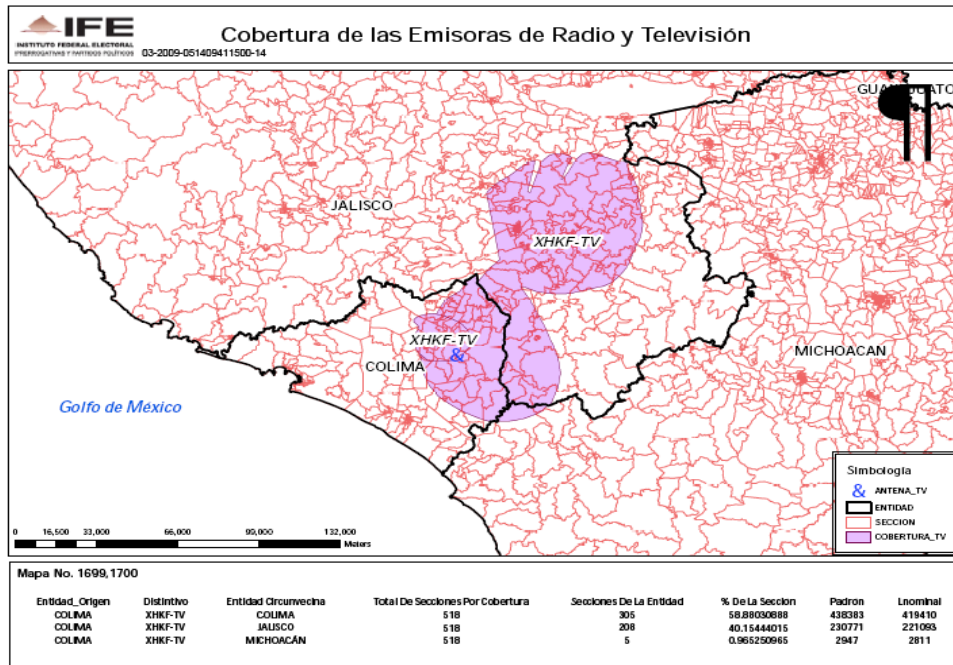 IFE
INSTITUTO FEDERAL ELECTORAL
PRERROGATIVAS Y PARTIDOS POLÍTICOS
03-2009-051409411500-14
Cobertura de las Emisoras de Radio y Televisión
JALISCO
XHKF-TV
XHKF-TV
&
COLIMA
MICHOACAN
Golfo de México
Simbología
& ANTENA_TV
ENTIDAD
SECCION
COBERTURA_TV
0 16,500 33,000 66,000 99,000 132,000
Meters
Mapa No. 1699,1700
Entidad_Origen Distintivo Entidad Circunvecina Total De Secciones Por Cobertura Secciones De La Entidad % De La Seccion Padron Lnominal
COLIMA XHKF-TV COLIMA 518 305 58.88030888 438383 419410
COLIMA XHKF-TV JALISCO 518 208 40.15444015 230771 221093
COLIMA XHKF-TV MICHOACÁN 518 5 0.965250965 2947 2811